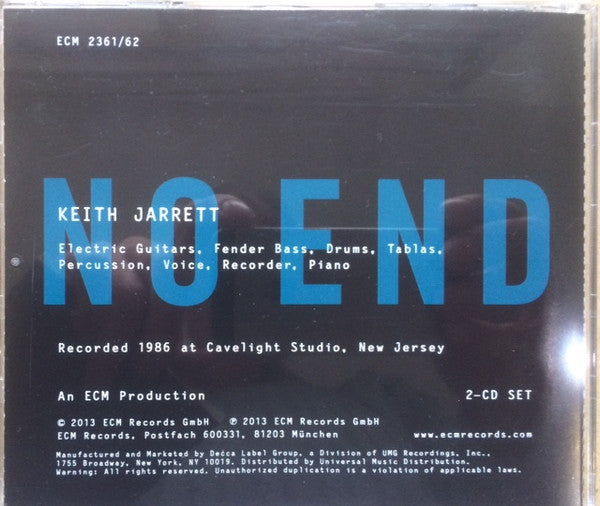 ECM 2361/62
NO END
KEITH JARRETT
Electric Guitars, Fender Bass, Drums, Tablas,
Percussion, Voice, Recorder, Piano
Recorded 1986 at Cavelight Studio, New Jersey
An ECM Production
2-CD SET
© 2013 ECM Records GmbH ℗ 2013 ECM Records GmbH
ECM Records, Postfach 600331, 81203 München
www.ecmrecords.com
Manufactured and Marketed by Decca Label Group, a Division of UMG Recordings, Inc.,
1755 Broadway, New York, NY 10019. Distributed by Universal Music Distribution.
Warning: All rights reserved. Unauthorized duplication is a violation of applicable laws.